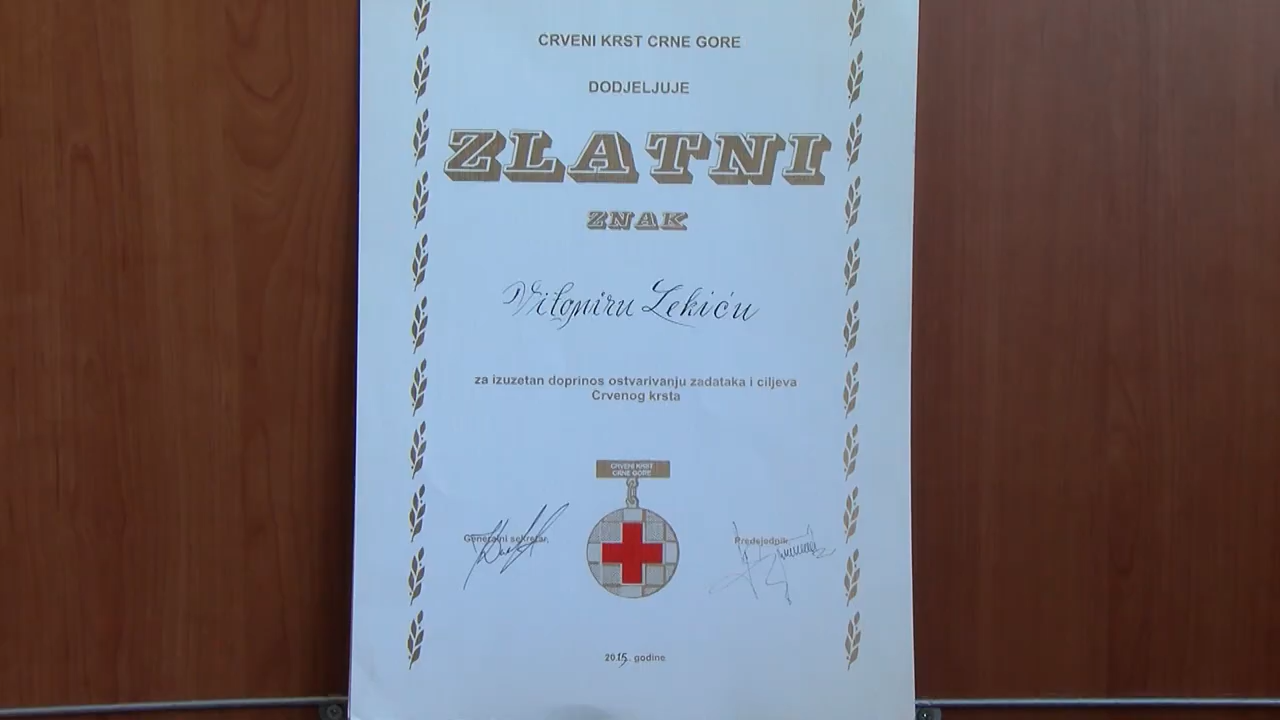 CRVENI KRST CRNE GORE
DODJELJUJE
ZLATNI
ZNAK
Vitomiru Lekiću
za izuzetan doprinos ostvarivanju zadataka i ciljeva
Crvenog krsta
CRVENI KRST
CRNE GORE
Generalni sekretar,
Predsjednik,
2015. godine